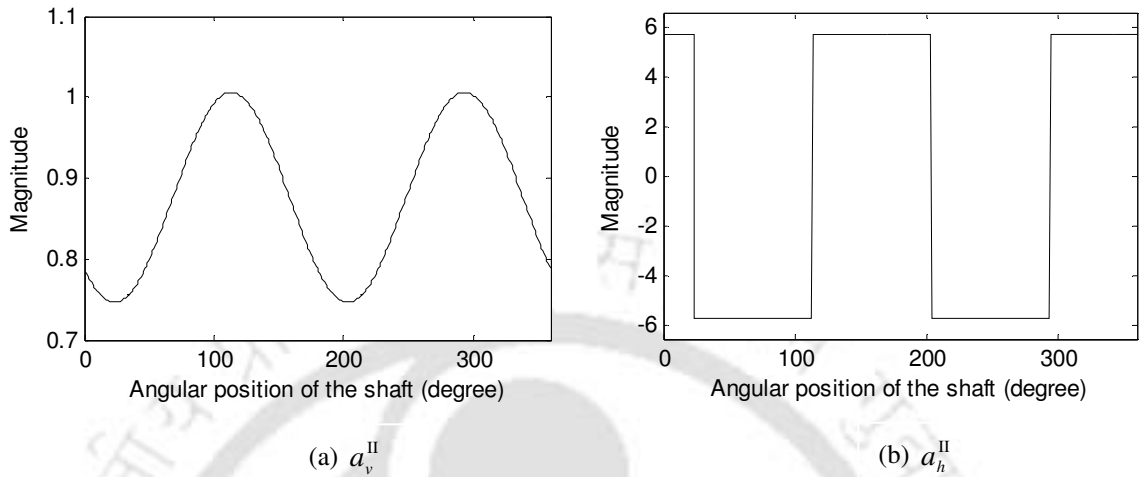 1.1
1
0.9
0.8
0.7
Magnitude
0 100 200 300
Angular position of the shaft (degree)
(a) a_v^II
6
4
2
0
-2
-4
-6
Magnitude
0 100 200 300
Angular position of the shaft (degree)
(b) a_h^II